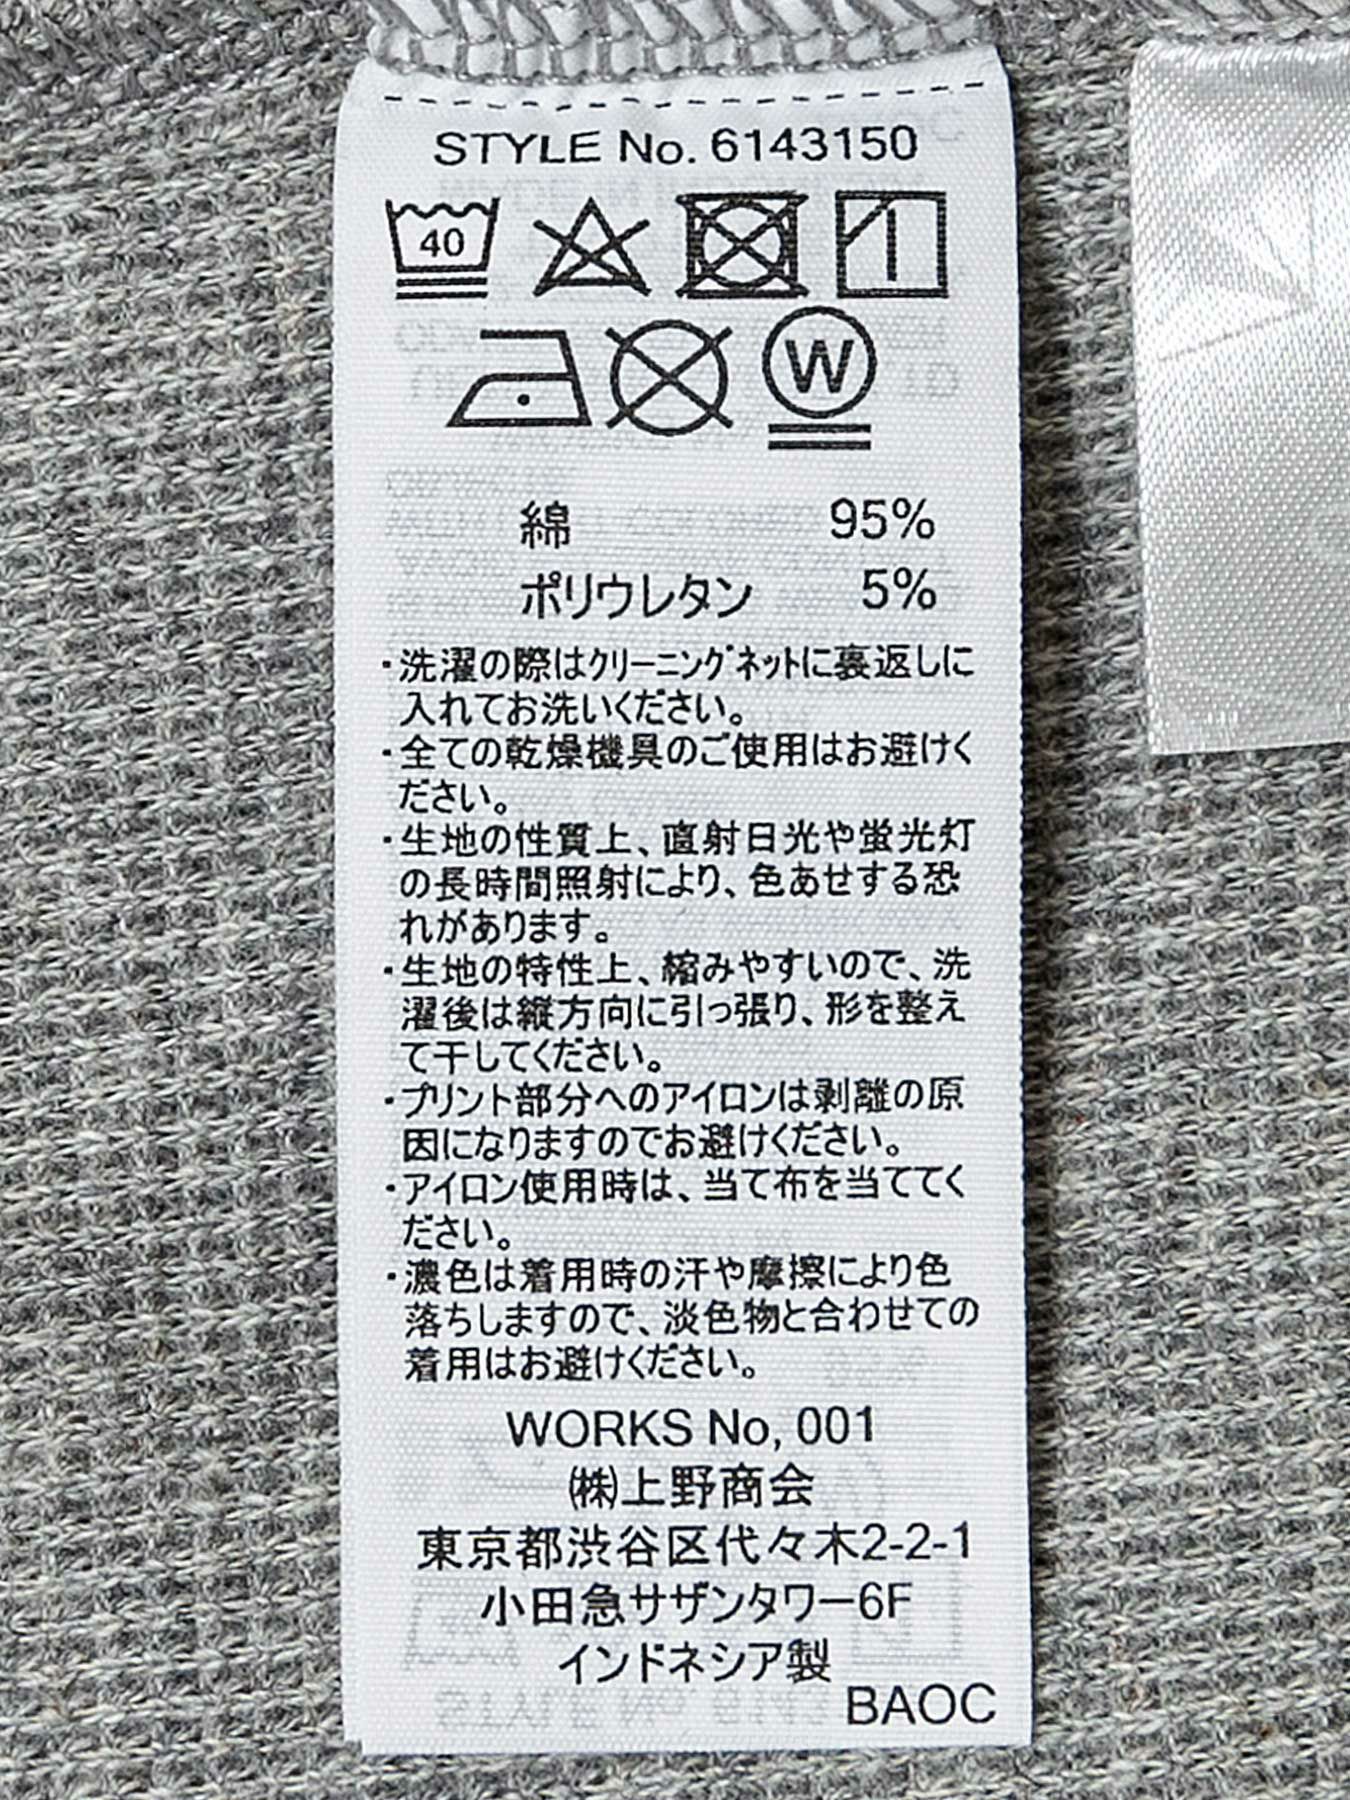 STYLE No. 6143150
40
W
綿 95%
ポリウレタン 5%
・洗濯の際はクリーニングネットに裏返しに
入れてお洗いください。
・全ての乾燥機具のご使用はお避けく
ださい。
・生地の性質上、直射日光や蛍光灯
の長時間照射により、色あせする恐
れがあります。
・生地の特性上、縮みやすいので、洗
濯後は縦方向に引っ張り、形を整え
て干してください。
・プリント部分へのアイロンは剥離の原
因になりますのでお避けください。
・アイロン使用時は、当て布を当ててく
ださい。
・濃色は着用時の汗や摩擦により色
落ちしますので、淡色物と合わせての
着用はお避けください。
WORKS No, 001
㈱上野商会
東京都渋谷区代々木2-2-1
小田急サザンタワー6F
インドネシア製
BAOC